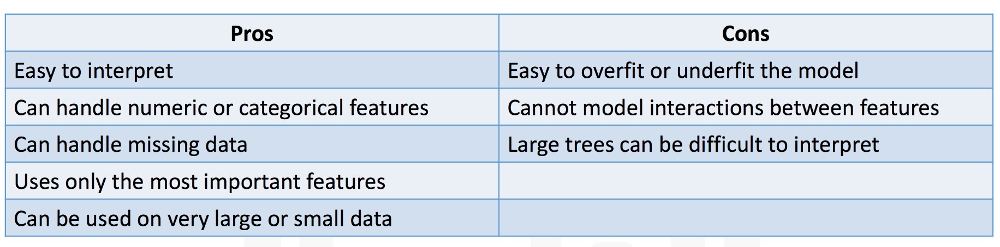 Pros
Cons
Easy to interpret
Easy to overfit or underfit the model
Can handle numeric or categorical features
Cannot model interactions between features
Can handle missing data
Large trees can be difficult to interpret
Uses only the most important features
Can be used on very large or small data